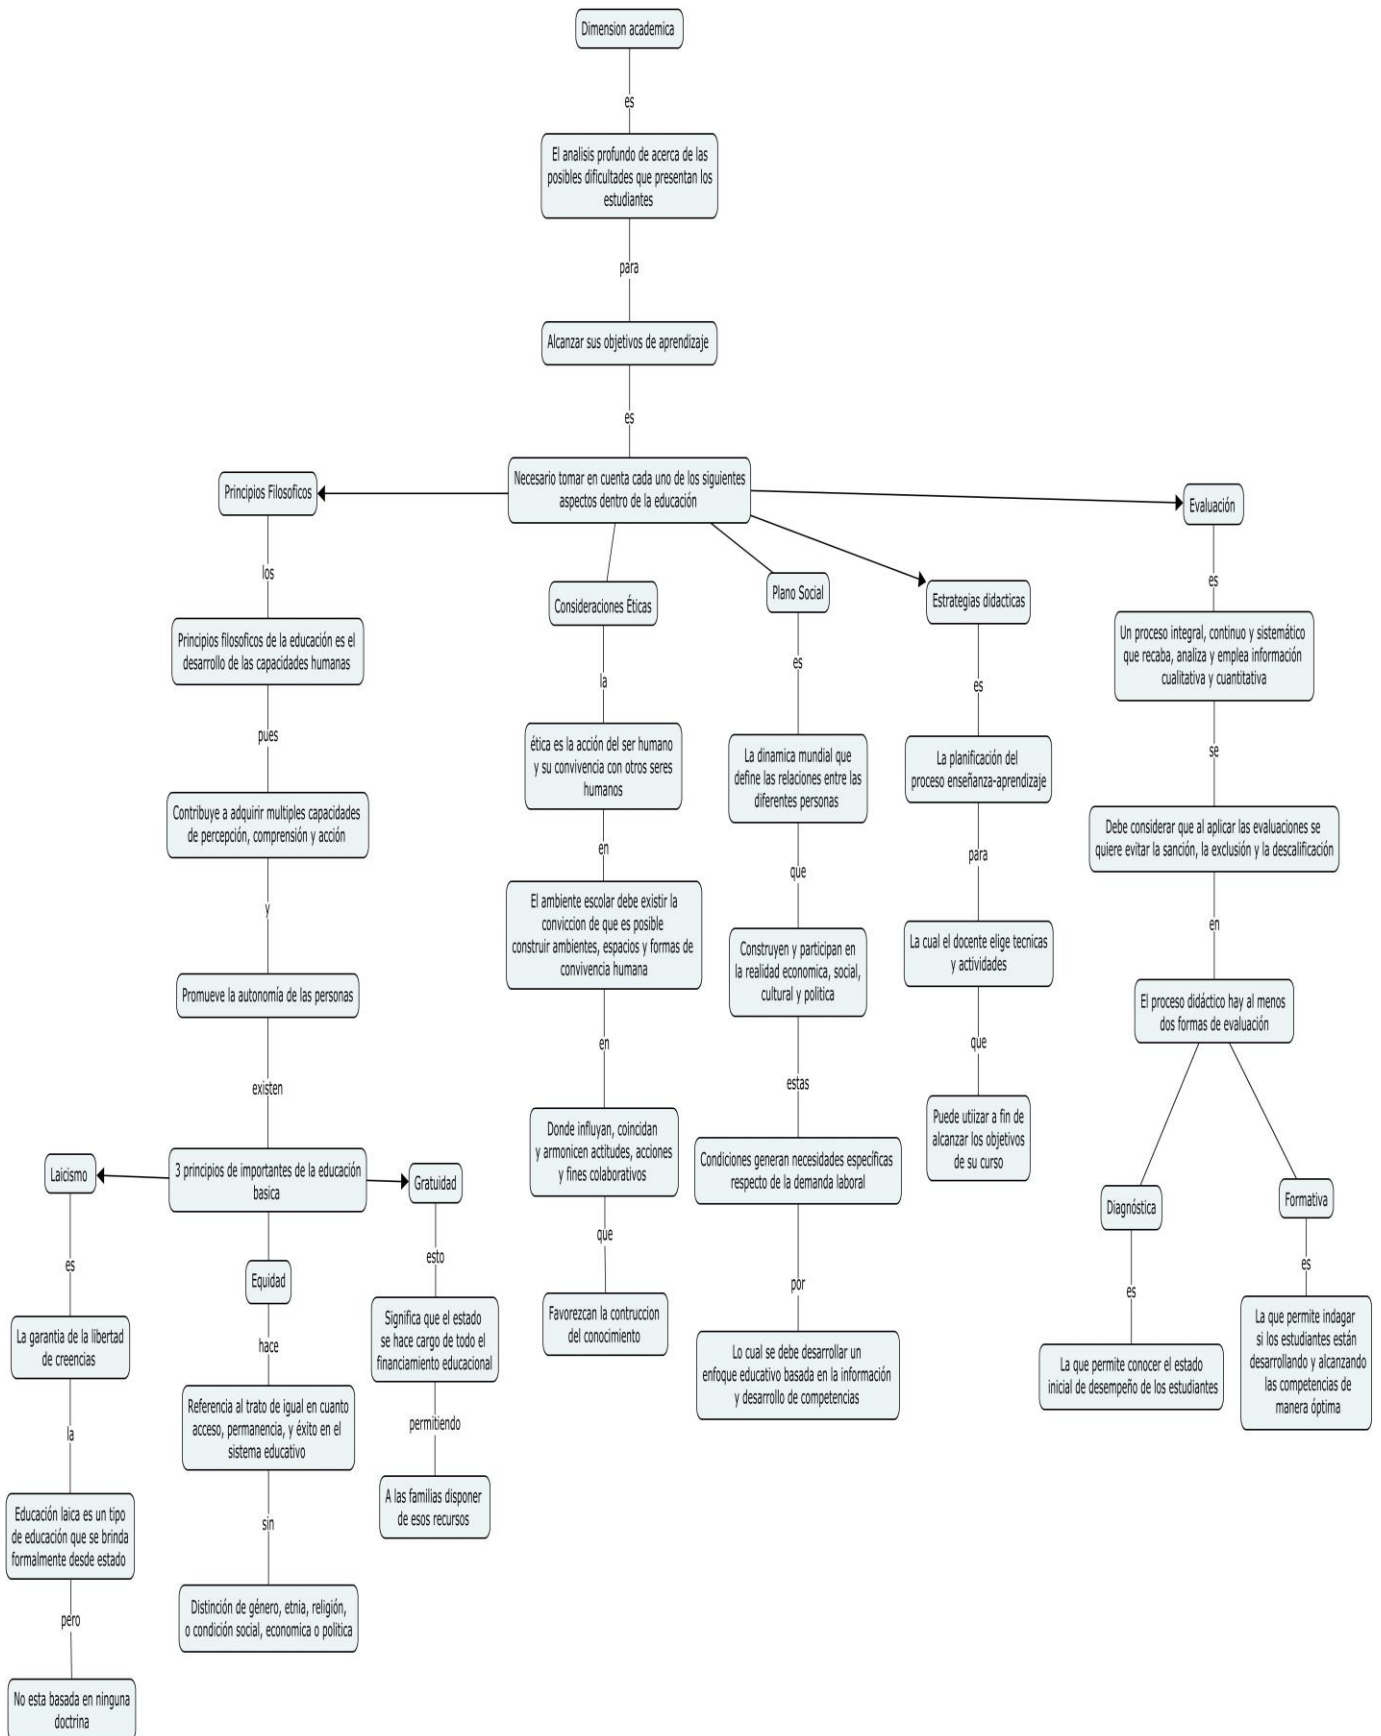 Dimension academica
es
El analisis profundo de acerca de las
posibles dificultades que presentan los
estudiantes
para
Alcanzar sus objetivos de aprendizaje
es
Necesario tomar en cuenta cada uno de los siguientes
aspectos dentro de la educación
Principios Filosoficos
los
Principios filosoficos de la educación es el
desarrollo de las capacidades humanas
pues
Contribuye a adquirir multiples capacidades
de percepción, comprensión y acción
y
Promueve la autonomía de las personas
existen
3 principios de importantes de la educación
basica
Laicismo
es
La garantia de la libertad
de creencias
la
Educación laica es un tipo
de educación que se brinda
formalmente desde estado
pero
No esta basada en ninguna
doctrina
Equidad
hace
Referencia al trato de igual en cuanto
acceso, permanencia, y éxito en el
sistema educativo
sin
Distinción de género, etnia, religión,
o condición social, economica o politica
Gratuidad
esto
Significa que el estado
se hace cargo de todo el
financiamiento educacional
permitiendo
A las familias disponer
de esos recursos
Consideraciones Éticas
la
ética es la acción del ser humano
y su convivencia con otros seres
humanos
en
El ambiente escolar debe existir la
conviccion de que es posible
construir ambientes, espacios y formas de
convivencia humana
en
Donde influyan, coincidan
y armonicen actitudes, acciones
y fines colaborativos
que
Favorezcan la contruccion
del conocimiento
Plano Social
es
La dinamica mundial que
define las relaciones entre las
diferentes personas
que
Construyen y participan en
la realidad economica, social,
cultural y politica
estas
Condiciones generan necesidades específicas
respecto de la demanda laboral
por
Lo cual se debe desarrollar un
enfoque educativo basada en la información
y desarrollo de competencias
Estrategias didacticas
es
La planificación del
proceso enseñanza-aprendizaje
para
La cual el docente elige tecnicas
y actividades
que
Puede utiizar a fin de
alcanzar los objetivos
de su curso
Evaluación
es
Un proceso integral, continuo y sistemático
que recaba, analiza y emplea información
cualitativa y cuantitativa
se
Debe considerar que al aplicar las evaluaciones se
quiere evitar la sanción, la exclusión y la descalificación
en
El proceso didáctico hay al menos
dos formas de evaluación
Diagnóstica
es
La que permite conocer el estado
inicial de desempeño de los estudiantes
Formativa
es
La que permite indagar
si los estudiantes están
desarrollando y alcanzando
las competencias de
manera óptima